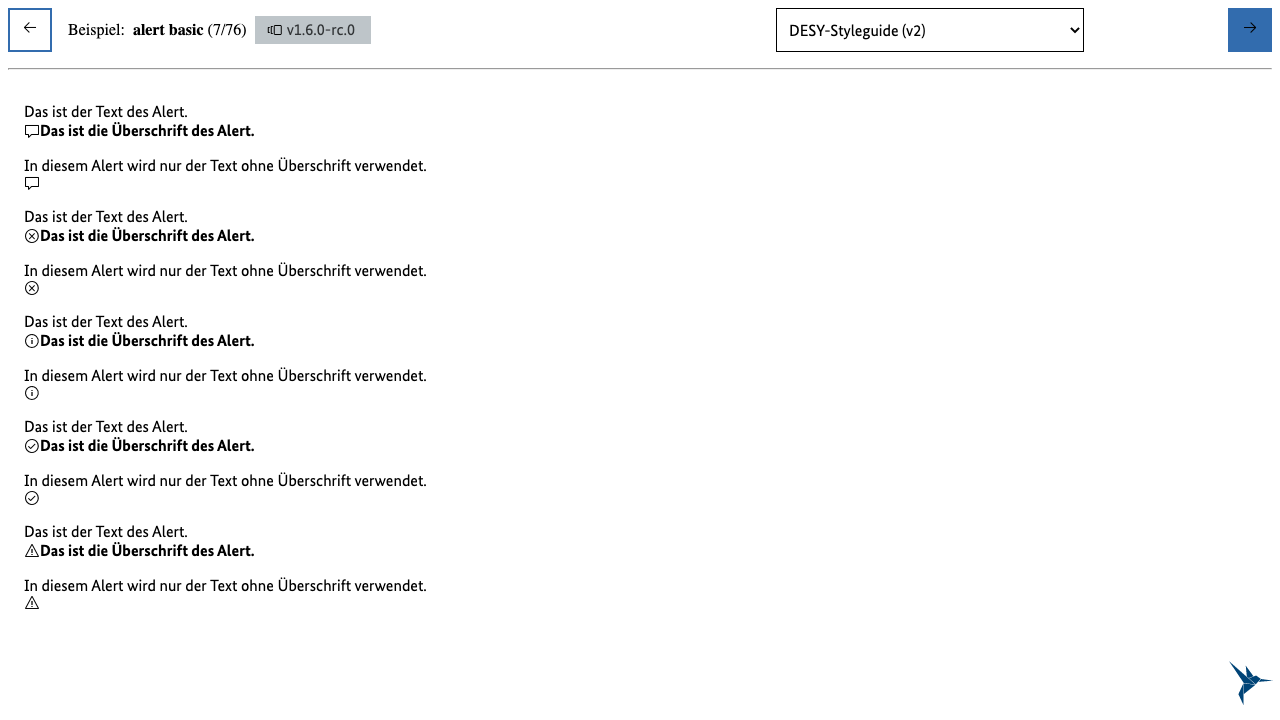 Beispiel: alert basic (7/76) v1.6.0-rc.0 DESY-Styleguide (v2)
Das ist der Text des Alert.
Das ist die Überschrift des Alert.
In diesem Alert wird nur der Text ohne Überschrift verwendet.
Das ist der Text des Alert.
Das ist die Überschrift des Alert.
In diesem Alert wird nur der Text ohne Überschrift verwendet.
Das ist der Text des Alert.
Das ist die Überschrift des Alert.
In diesem Alert wird nur der Text ohne Überschrift verwendet.
Das ist der Text des Alert.
Das ist die Überschrift des Alert.
In diesem Alert wird nur der Text ohne Überschrift verwendet.
Das ist der Text des Alert.
Das ist die Überschrift des Alert.
In diesem Alert wird nur der Text ohne Überschrift verwendet.